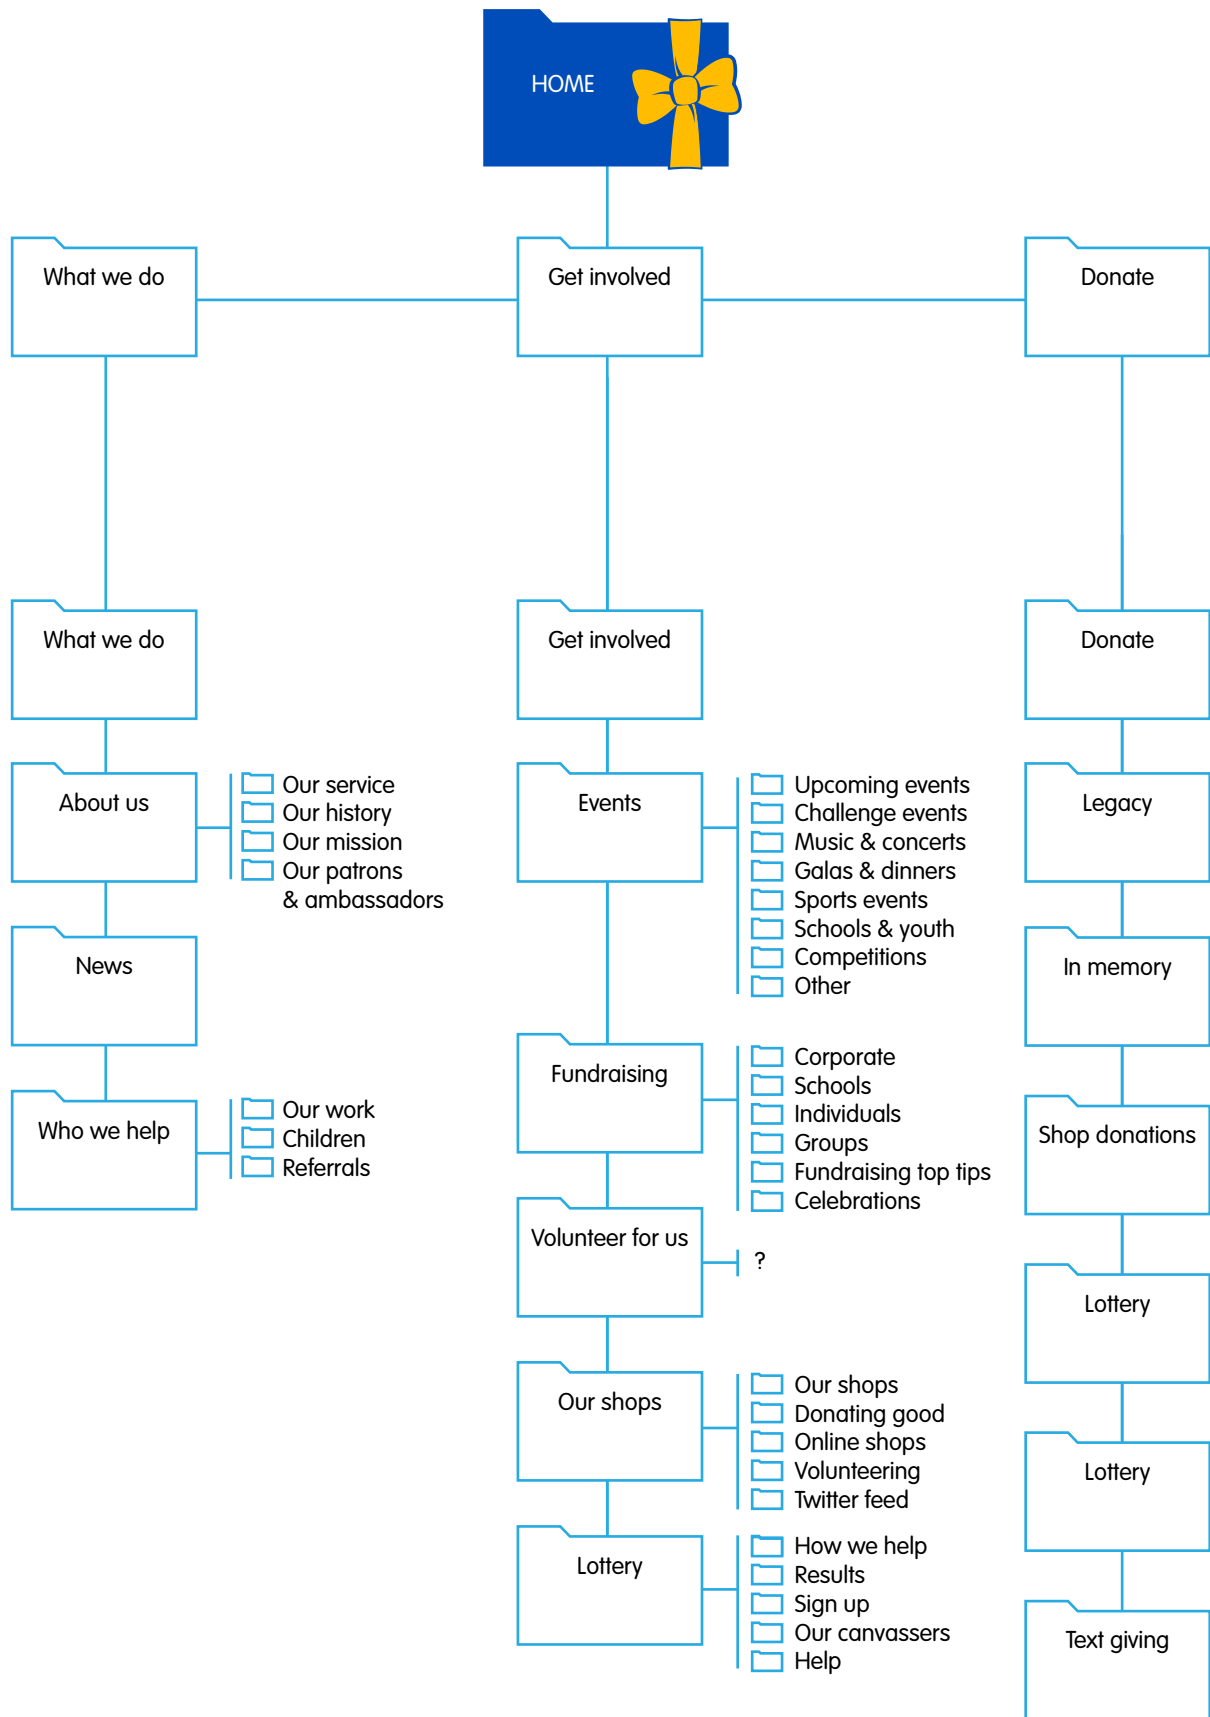 HOME
What we do
Get involved
Donate
What we do
Get involved
Donate
About us
Our service
Our history
Our mission
Our patrons
& ambassadors
News
Who we help
Our work
Children
Referrals
Events
Upcoming events
Challenge events
Music & concerts
Galas & dinners
Sports events
Schools & youth
Competitions
Other
Fundraising
Corporate
Schools
Individuals
Groups
Fundraising top tips
Celebrations
Volunteer for us
?
Our shops
Our shops
Donating good
Online shops
Volunteering
Twitter feed
Lottery
How we help
Results
Sign up
Our canvassers
Help
Legacy
In memory
Shop donations
Lottery
Lottery
Text giving